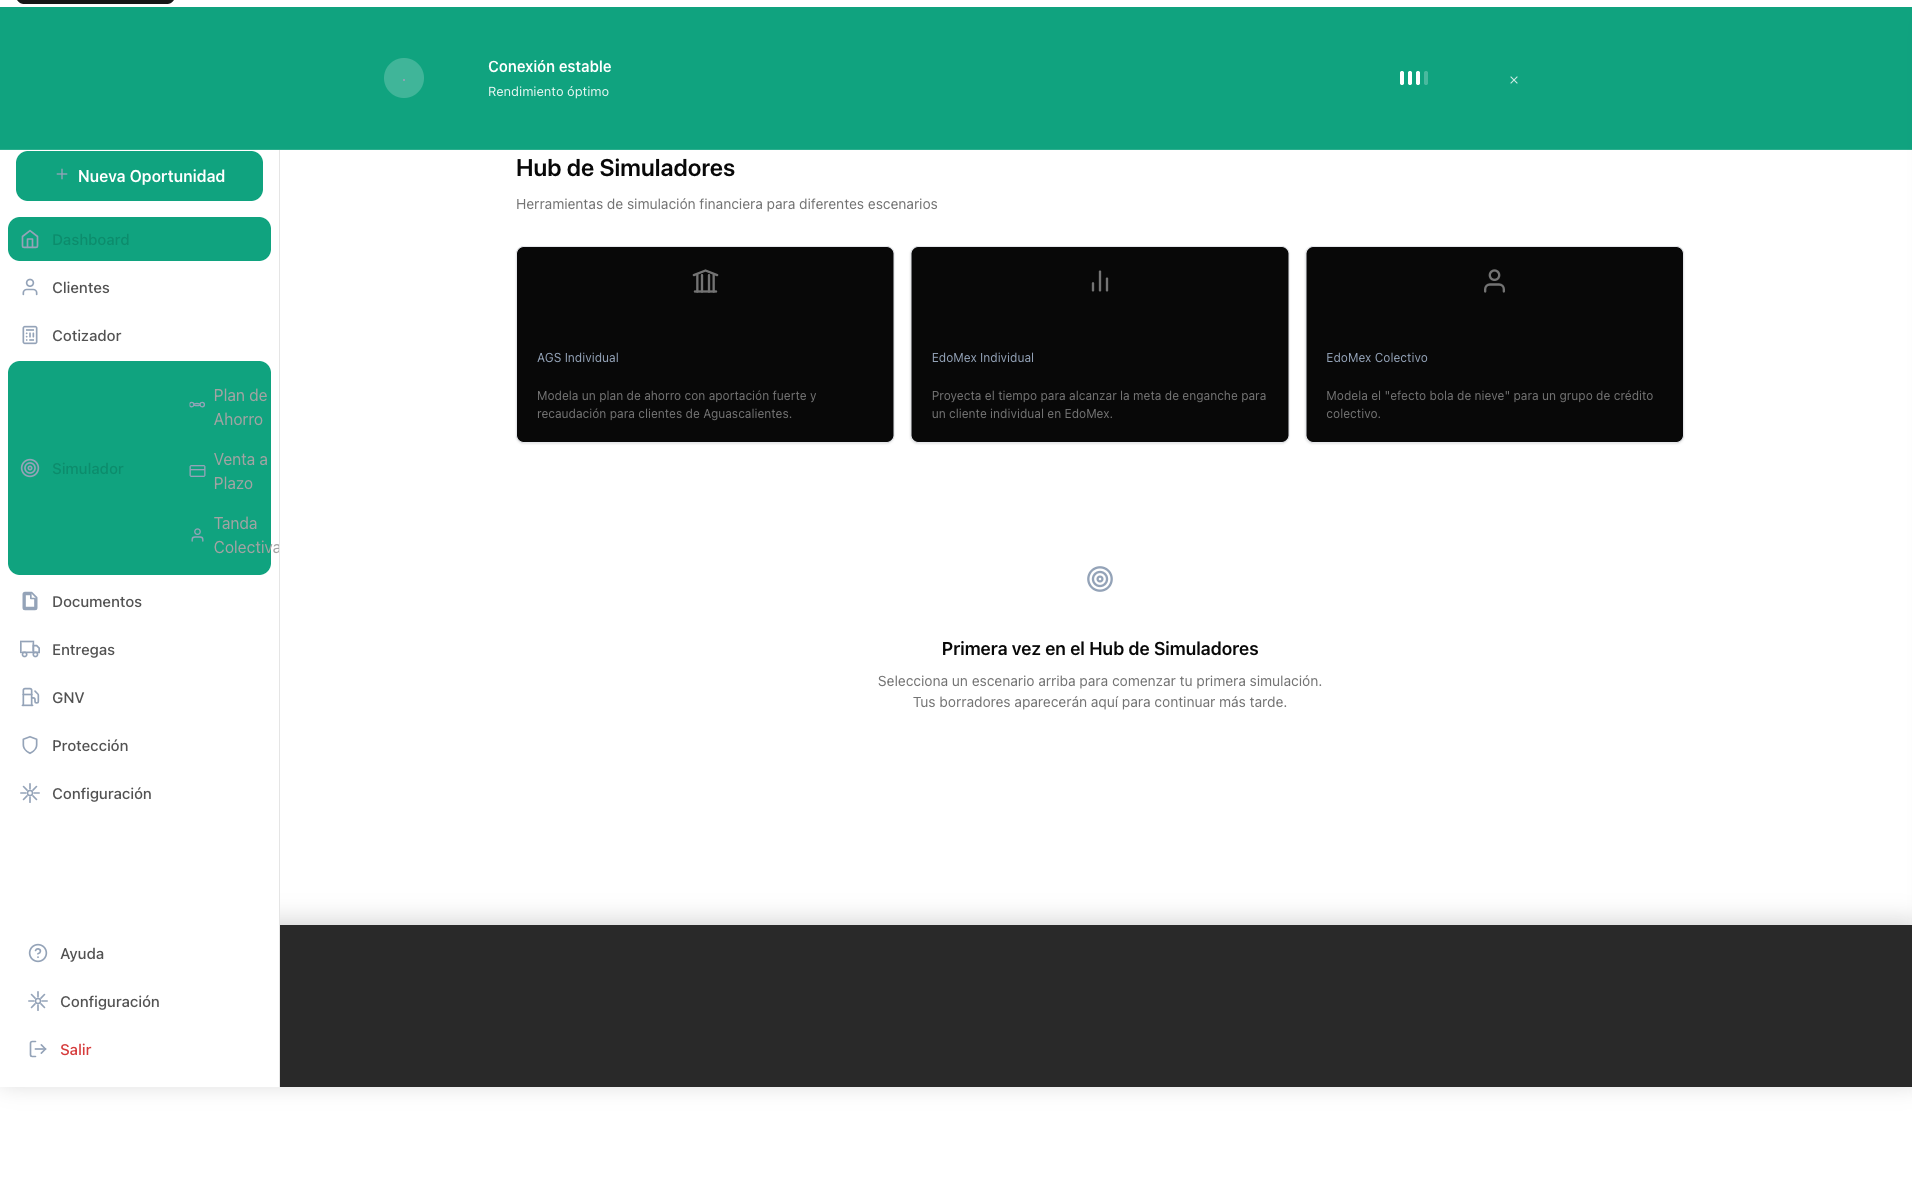 Conexión estable
Rendimiento óptimo
Nueva Oportunidad
Dashboard
Clientes
Cotizador
Simulador
Plan de
Ahorro
Venta a
Plazo
Tanda
Colectiva
Documentos
Entregas
GNV
Protección
Configuración
Ayuda
Configuración
Salir
Hub de Simuladores
Herramientas de simulación financiera para diferentes escenarios
AGS Individual
Modela un plan de ahorro con aportación fuerte y
recaudación para clientes de Aguascalientes.
EdoMex Individual
Proyecta el tiempo para alcanzar la meta de enganche para
un cliente individual en EdoMex.
EdoMex Colectivo
Modela el "efecto bola de nieve" para un grupo de crédito
colectivo.
Primera vez en el Hub de Simuladores
Selecciona un escenario arriba para comenzar tu primera simulación.
Tus borradores aparecerán aquí para continuar más tarde.